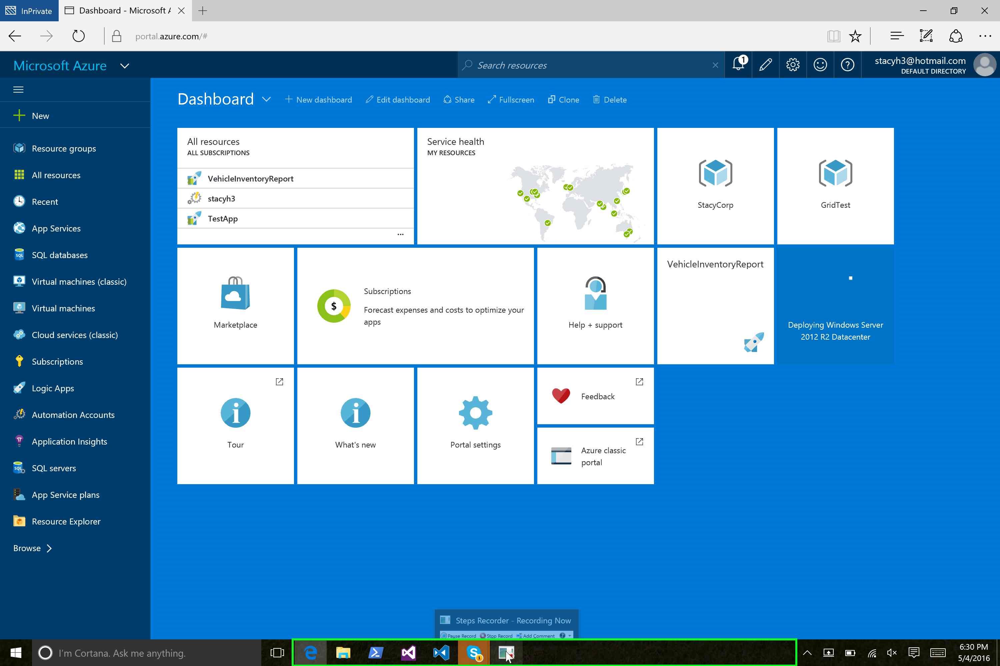 InPrivate
Dashboard - Microsoft A
portal.azure.com/#
Microsoft Azure
Search resources
1
stacyh3@hotmail.com
DEFAULT DIRECTORY
New
Resource groups
All resources
Recent
App Services
SQL databases
Virtual machines (classic)
Virtual machines
Cloud services (classic)
Subscriptions
Logic Apps
Automation Accounts
Application Insights
SQL servers
App Service plans
Resource Explorer
Browse
Dashboard
New dashboard
Edit dashboard
Share
Fullscreen
Clone
Delete
All resources
ALL SUBSCRIPTIONS
VehicleInventoryReport
stacyh3
TestApp
Service health
MY RESOURCES
StacyCorp
GridTest
Marketplace
$
Subscriptions
Forecast expenses and costs to optimize your
apps
Help + support
VehicleInventoryReport
Deploying Windows Server
2012 R2 Datacenter
Tour
What's new
Portal settings
Feedback
Azure classic
portal
Steps Recorder - Recording Now
Pause Record
Stop Record
Add Comment
I'm Cortana. Ask me anything.
1
6:30 PM
5/4/2016